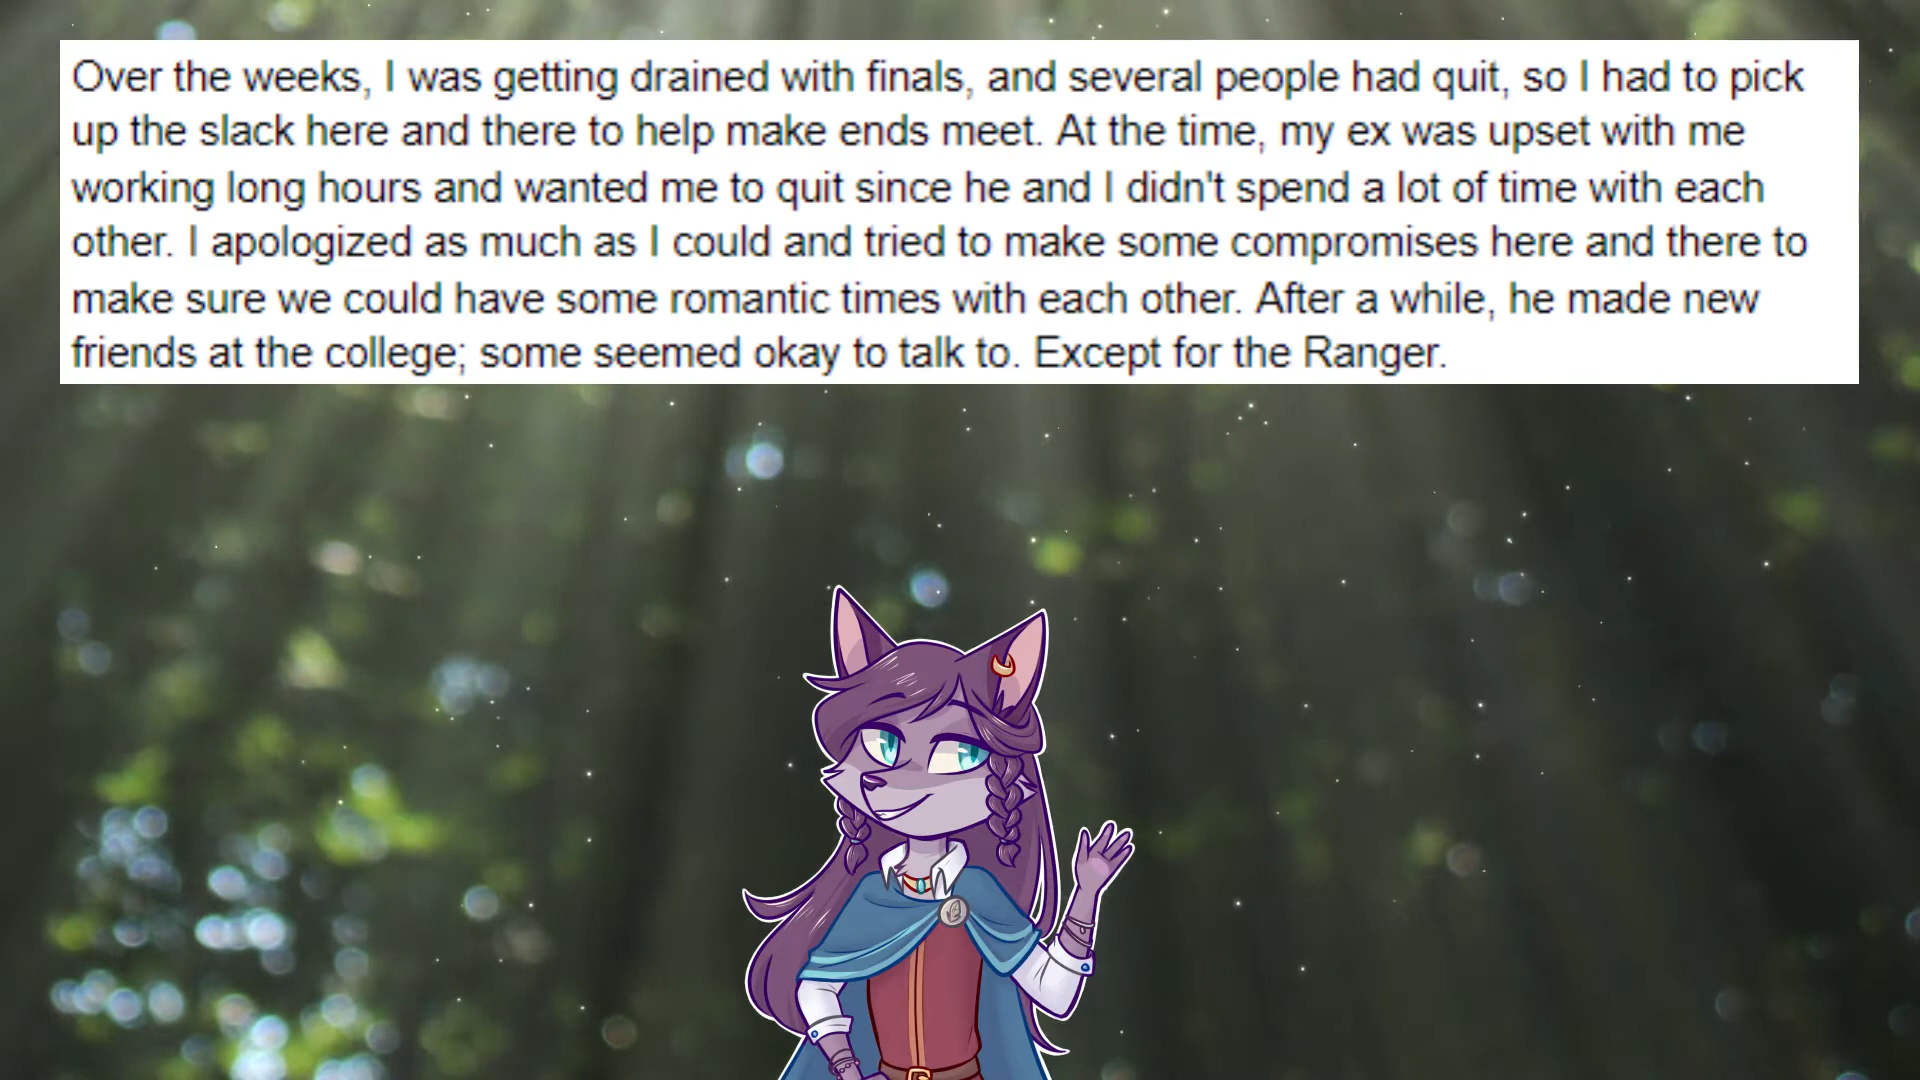 Over the weeks, I was getting drained with finals, and several people had quit, so I had to pick
up the slack here and there to help make ends meet. At the time, my ex was upset with me
working long hours and wanted me to quit since he and I didn't spend a lot of time with each
other. I apologized as much as I could and tried to make some compromises here and there to
make sure we could have some romantic times with each other. After a while, he made new
friends at the college; some seemed okay to talk to. Except for the Ranger.